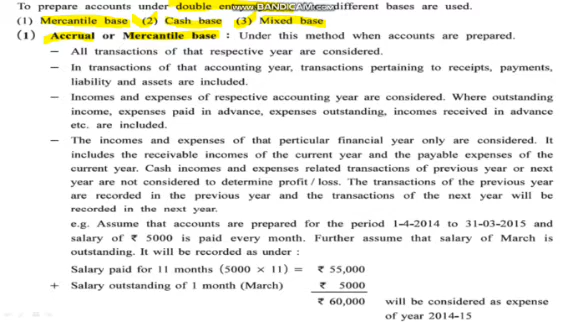 To prepare accounts under double en different bases are used.
www.BANDICAM.com
(1) Mercantile base (2) Cash base (3) Mixed base
(1) Accrual or Mercantile base : Under this method when accounts are prepared.
– All transactions of that respective year are considered.
– In transactions of that accounting year, transactions pertaining to receipts, payments,
liability and assets are included.
– Incomes and expenses of respective accounting year are considered. Where outstanding
income, expenses paid in advance, expenses outstanding, incomes received in advance
etc. are included.
– The incomes and expenses of that perticular financial year only are considered. It
includes the receivable incomes of the current year and the payable expenses of the
current year. Cash incomes and expenses related transactions of previous year or next
year are not considered to determine profit / loss. The transactions of the previous year
are recorded in the previous year and the transactions of the next year will be
recorded in the next year.
e.g. Assume that accounts are prepared for the period 1-4-2014 to 31-03-2015 and
salary of ₹ 5000 is paid every month. Further assume that salary of March is
outstanding. It will be recorded as under :
Salary paid for 11 months (5000 × 11) = ₹ 55,000
+ Salary outstanding of 1 month (March) ₹ 5000
₹ 60,000 will be considered as expense
of year 2014-15